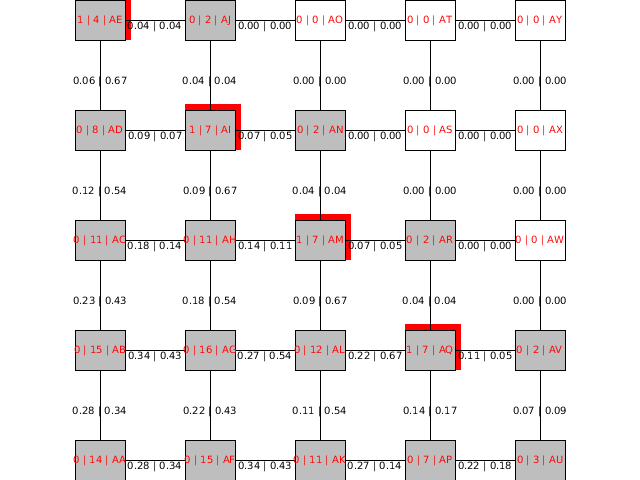 1 | 4 | AE 0.04 | 0.04 0 | 2 | AJ 0.00 | 0.00 0 | 0 | AO 0.00 | 0.00 0 | 0 | AT 0.00 | 0.00 0 | 0 | AY
0.06 | 0.67 0.04 | 0.04 0.00 | 0.00 0.00 | 0.00 0.00 | 0.00
0 | 8 | AD 0.09 | 0.07 1 | 7 | AI 0.07 | 0.05 0 | 2 | AN 0.00 | 0.00 0 | 0 | AS 0.00 | 0.00 0 | 0 | AX
0.12 | 0.54 0.09 | 0.67 0.04 | 0.04 0.00 | 0.00 0.00 | 0.00
0 | 11 | AC 0.18 | 0.14 0 | 11 | AH 0.14 | 0.11 1 | 7 | AM 0.07 | 0.05 0 | 2 | AR 0.00 | 0.00 0 | 0 | AW
0.23 | 0.43 0.18 | 0.54 0.09 | 0.67 0.04 | 0.04 0.00 | 0.00
0 | 15 | AB 0.34 | 0.43 0 | 16 | AG 0.27 | 0.54 0 | 12 | AL 0.22 | 0.67 1 | 7 | AQ 0.11 | 0.05 0 | 2 | AV
0.28 | 0.34 0.22 | 0.43 0.11 | 0.54 0.14 | 0.17 0.07 | 0.09
0 | 14 | AA 0.28 | 0.34 0 | 15 | AF 0.34 | 0.43 0 | 11 | AK 0.27 | 0.14 0 | 7 | AP 0.22 | 0.18 0 | 3 | AU